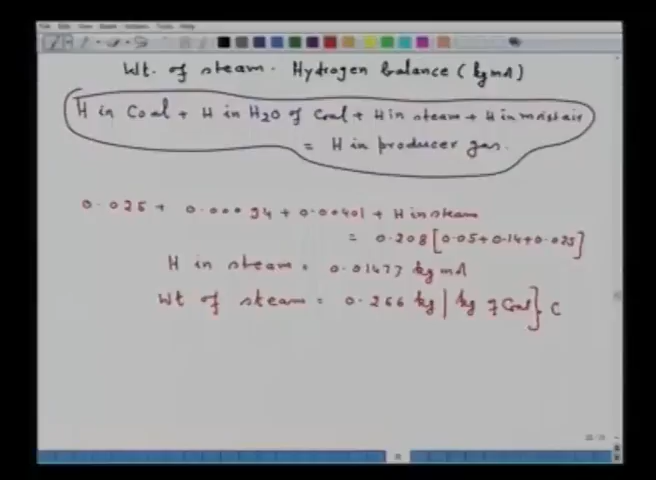 Wt. of steam. Hydrogen balance (kgmol)
H in Coal + H in H2O of Coal + H in steam + H in moist air
= H in producer gas.
0.025 + 0.00094 + 0.00401 + H in steam
= 0.208 [0.05+0.14+0.025]
H in steam = 0.01477 kg mol
Wt of steam = 0.266 kg | kg of Coal } C